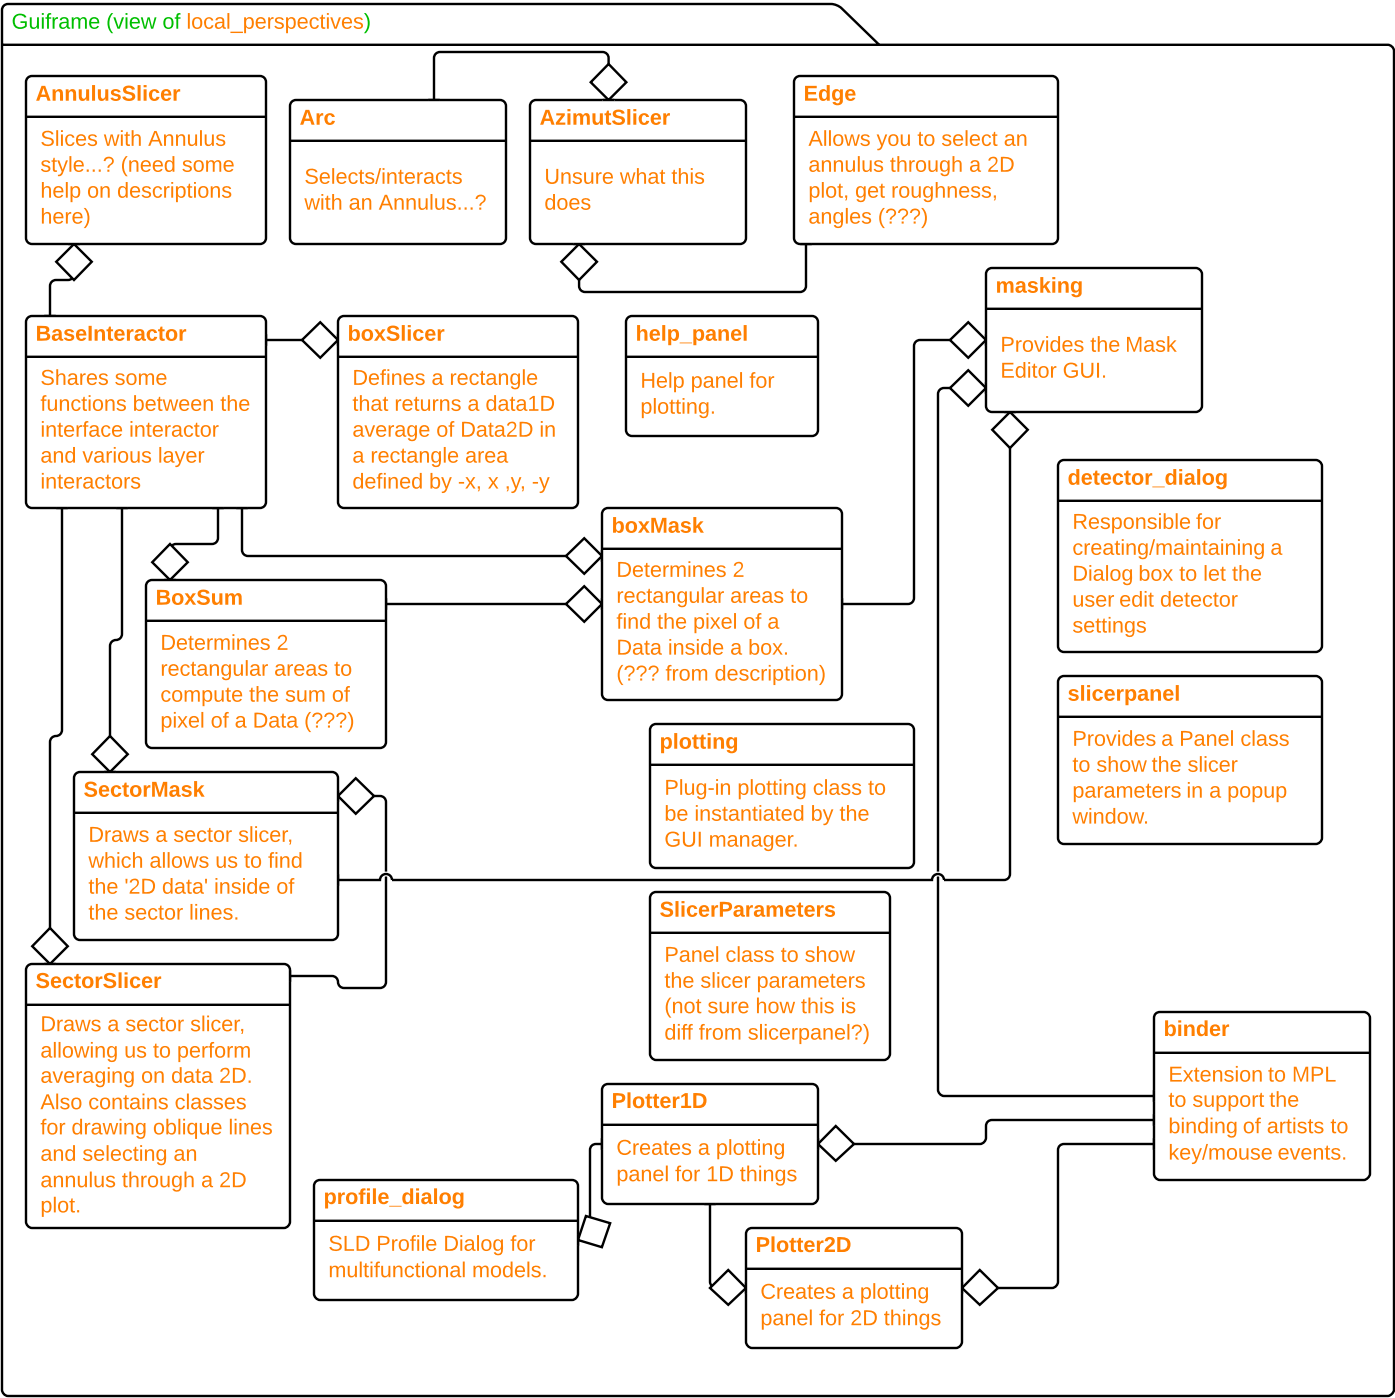 Guiframe (view of local_perspectives)
AnnulusSlicer
Slices with Annulus
style...? (need some
help on descriptions
here)
Arc
Selects/interacts
with an Annulus...?
AzimutSlicer
Unsure what this
does
Edge
Allows you to select an
annulus through a 2D
plot, get roughness,
angles (???)
masking
Provides the Mask
Editor GUI.
BaseInteractor
Shares some
functions between the
interface interactor
and various layer
interactors
boxSlicer
Defines a rectangle
that returns a data1D
average of Data2D in
a rectangle area
defined by -x, x ,y, -y
help_panel
Help panel for
plotting.
detector_dialog
Responsible for
creating/maintaining a
Dialog box to let the
user edit detector
settings
boxMask
Determines 2
rectangular areas to
find the pixel of a
Data inside a box.
(??? from description)
BoxSum
Determines 2
rectangular areas to
compute the sum of
pixel of a Data (???)
slicerpanel
Provides a Panel class
to show the slicer
parameters in a popup
window.
plotting
Plug-in plotting class to
be instantiated by the
GUI manager.
SectorMask
Draws a sector slicer,
which allows us to find
the '2D data' inside of
the sector lines.
SlicerParameters
Panel class to show
the slicer parameters
(not sure how this is
diff from slicerpanel?)
SectorSlicer
Draws a sector slicer,
allowing us to perform
averaging on data 2D.
Also contains classes
for drawing oblique lines
and selecting an
annulus through a 2D
plot.
binder
Extension to MPL
to support the
binding of artists to
key/mouse events.
Plotter1D
Creates a plotting
panel for 1D things
profile_dialog
SLD Profile Dialog for
multifunctional models.
Plotter2D
Creates a plotting
panel for 2D things